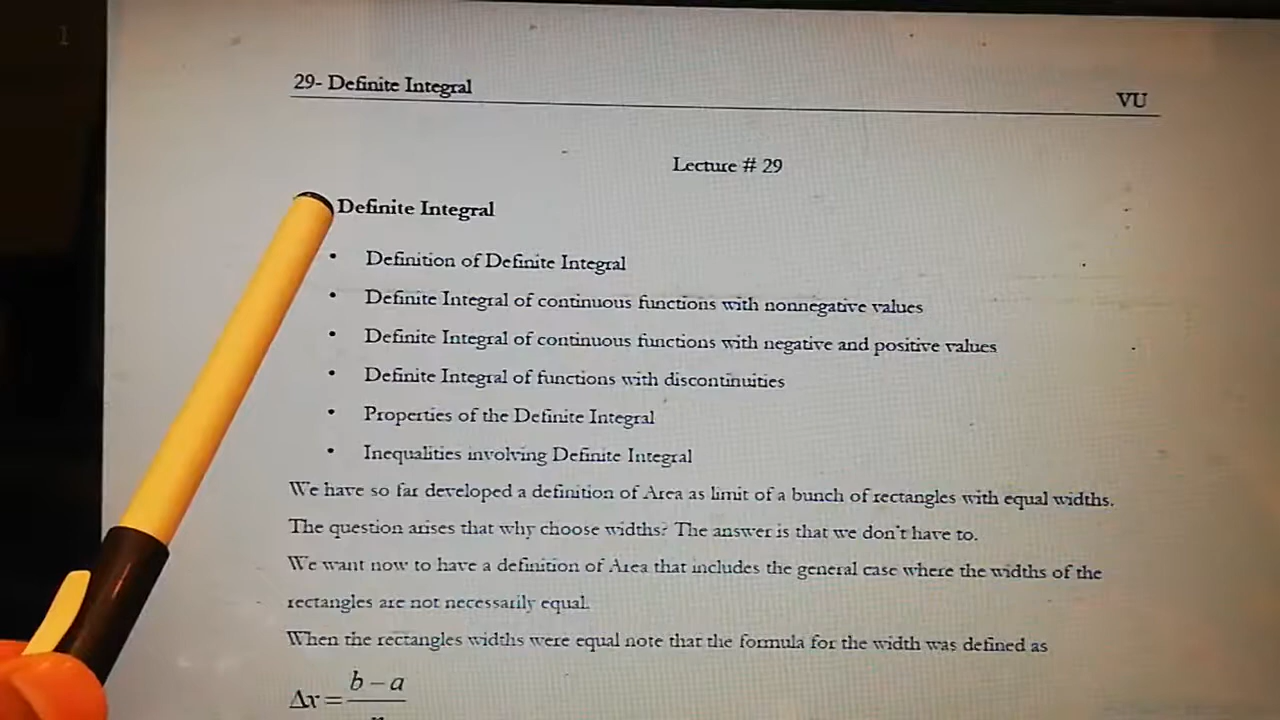 1
29- Definite Integral VU
Lecture # 29
Definite Integral
• Definition of Definite Integral
• Definite Integral of continuous functions with nonnegative values
• Definite Integral of continuous functions with negative and positive values
• Definite Integral of functions with discontinuities
• Properties of the Definite Integral
• Inequalities involving Definite Integral
We have so far developed a definition of Area as limit of a bunch of rectangles with equal widths.
The question arises that why choose widths? The answer is that we don't have to.
We want now to have a definition of Area that includes the general case where the widths of the
rectangles are not necessarily equal.
When the rectangles widths were equal note that the formula for the width was defined as
b − a
Δx =